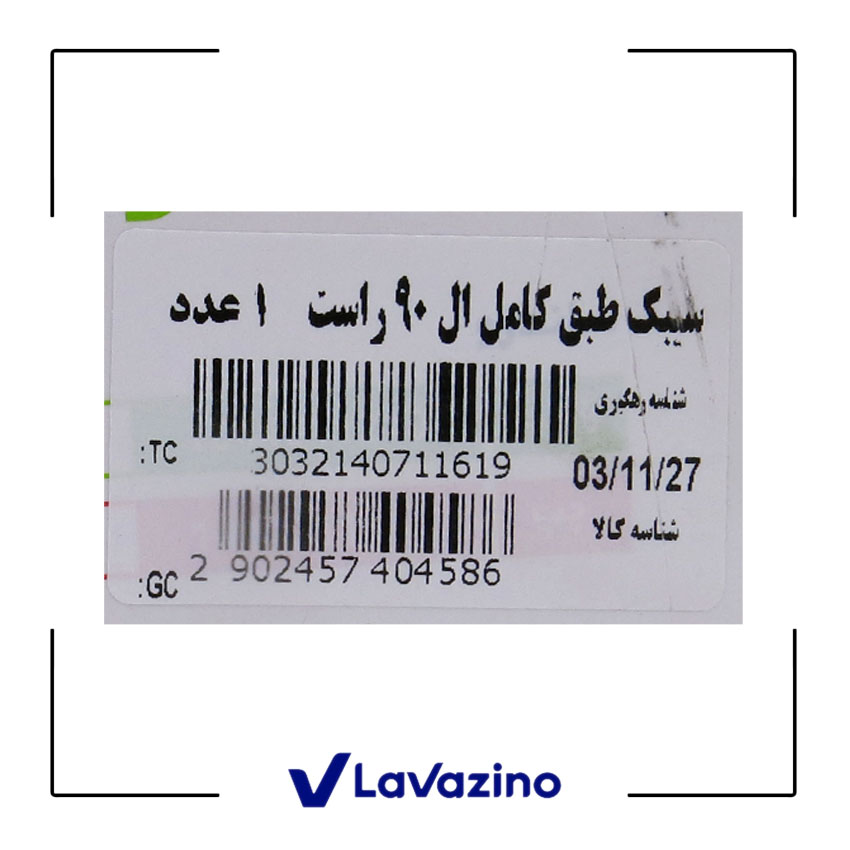 سیبک طبق کامل ال ۹۰ راست ۱ عدد
شناسه رهگیری
TC:
3032140711619
03/11/27
شناسه کالا
GC:
2 902457 404586
LaVazino